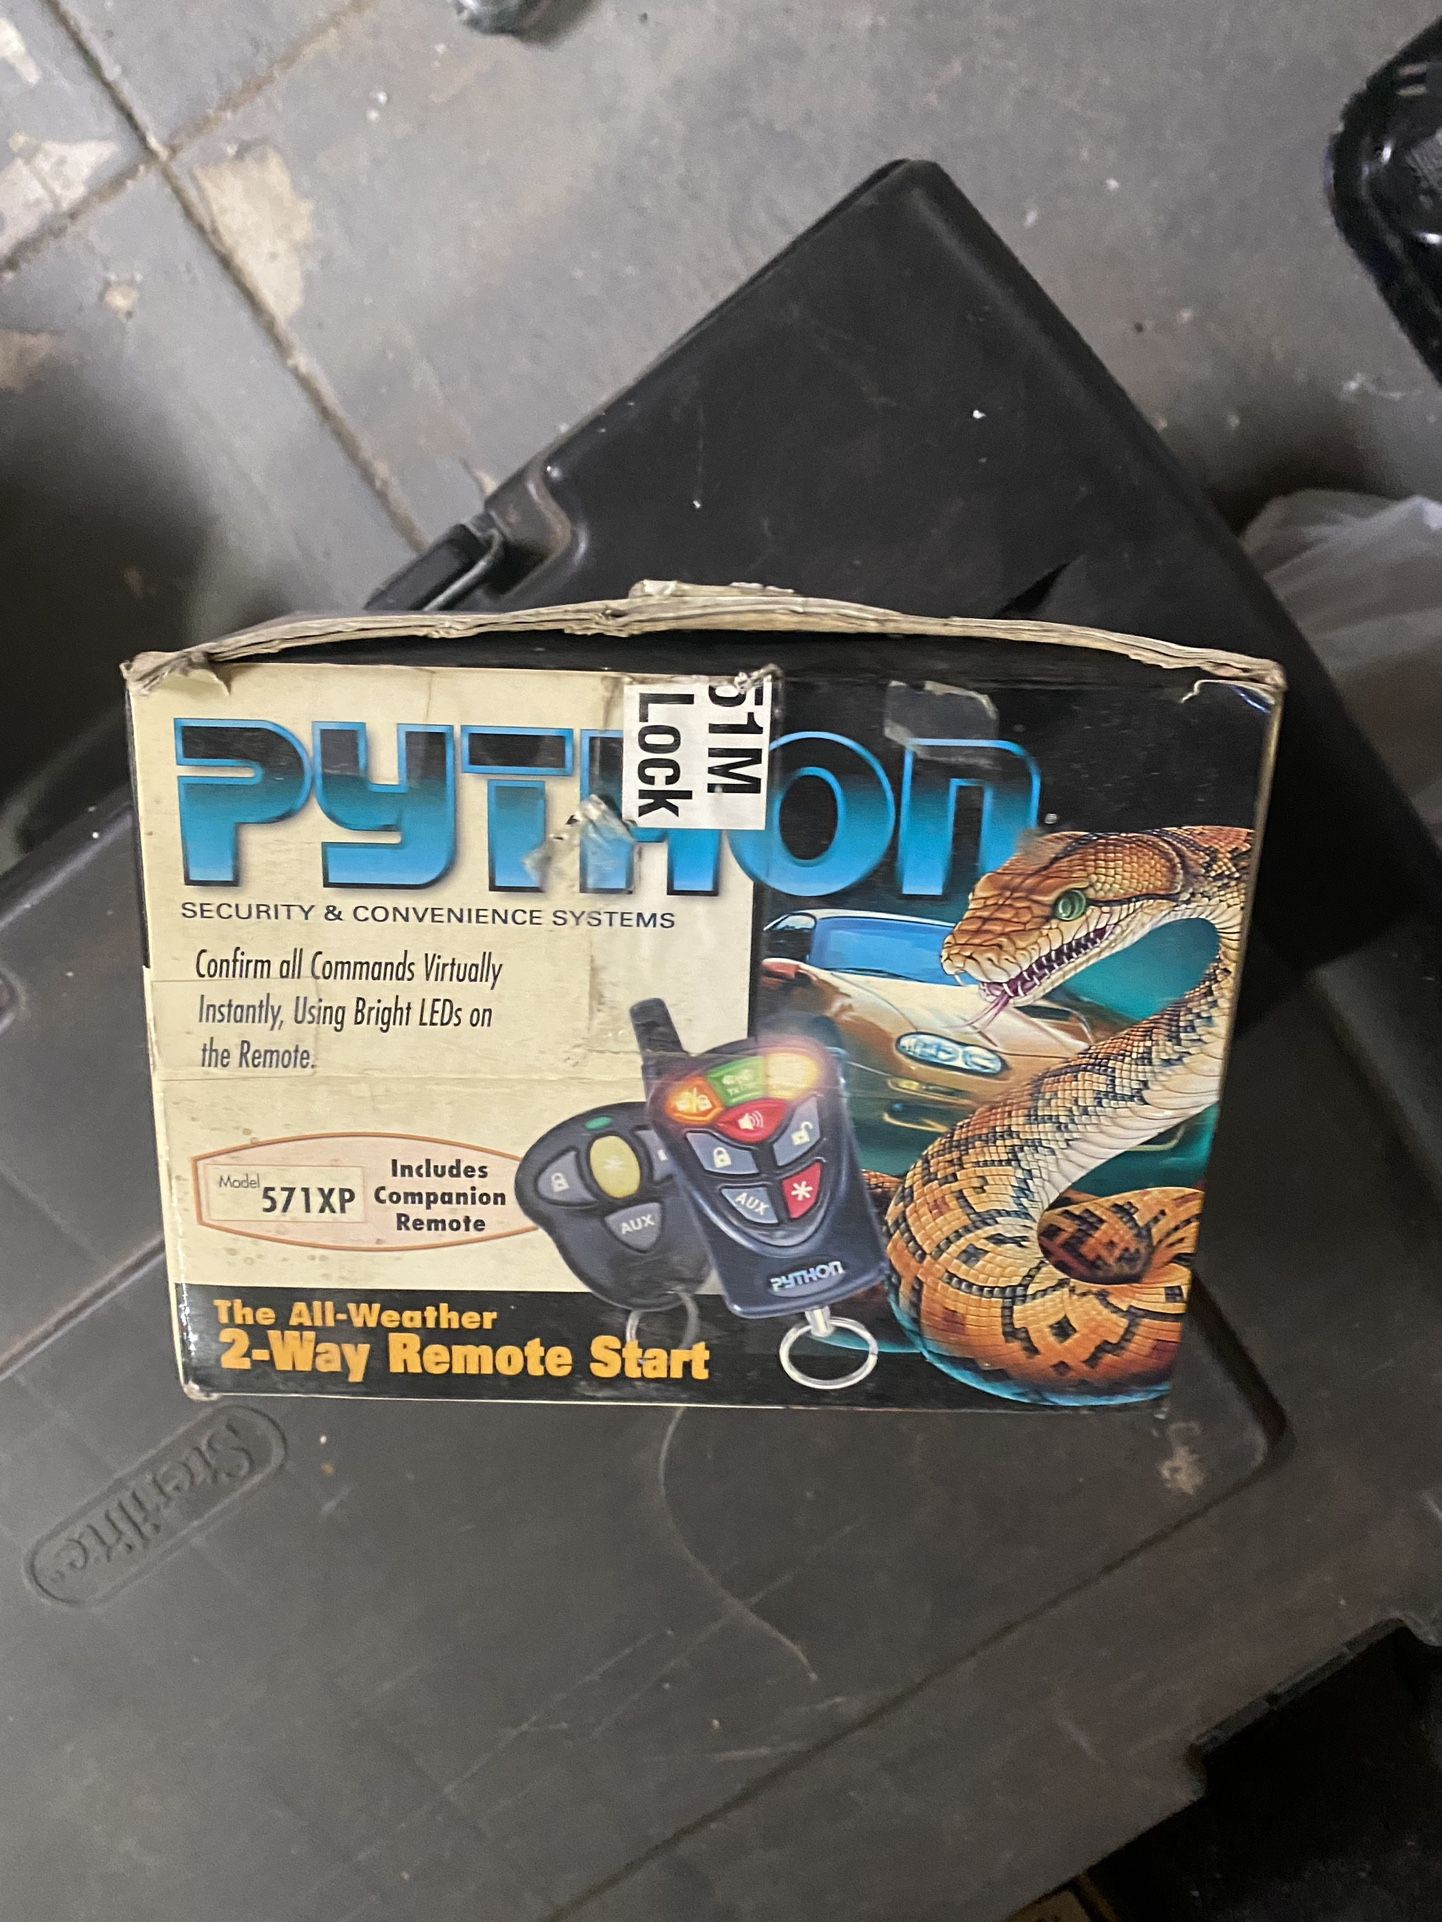 PYTHON
51M
Lock
SECURITY & CONVENIENCE SYSTEMS
Confirm all Commands Virtually
Instantly, Using Bright LEDs on
the Remote.
Model 571XP
Includes
Companion
Remote
AUX
AUX
PYTHON
The All-Weather
2-Way Remote Start
Sterilite